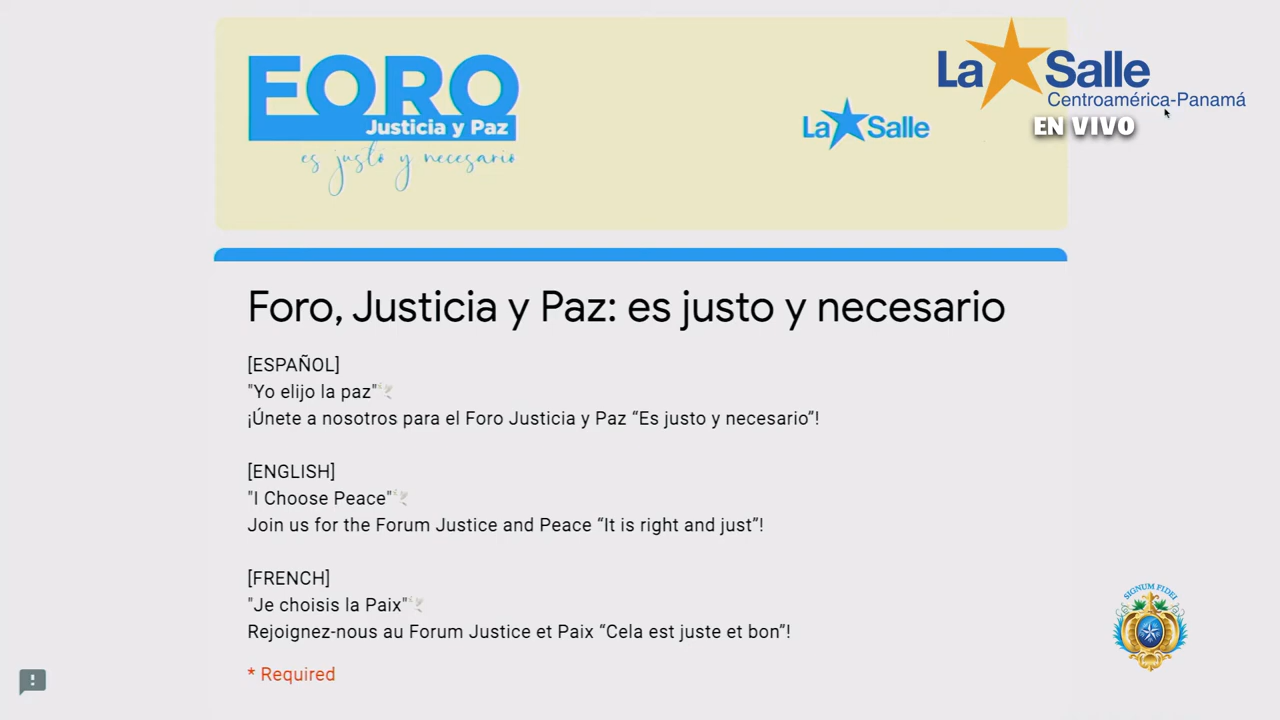 FORO
Justicia y Paz
es justo y necesario
La Salle
La Salle
Centroamérica-Panamá
EN VIVO
Foro, Justicia y Paz: es justo y necesario
[ESPAÑOL]
"Yo elijo la paz"🕊
¡Únete a nosotros para el Foro Justicia y Paz “Es justo y necesario”!
[ENGLISH]
"I Choose Peace"🕊
Join us for the Forum Justice and Peace “It is right and just”!
[FRENCH]
"Je choisis la Paix"🕊
Rejoignez-nous au Forum Justice et Paix “Cela est juste et bon”!
* Required
SIGNUM FIDEI